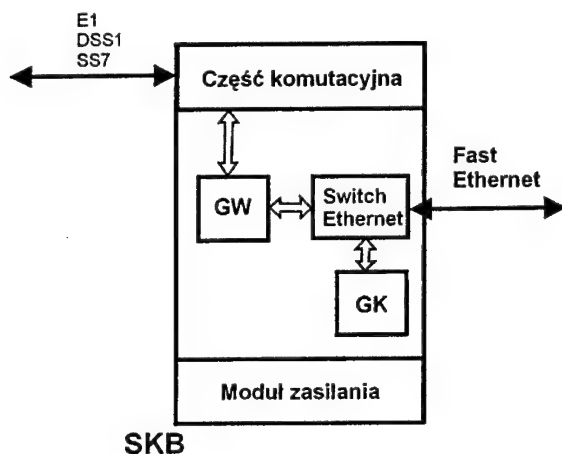 E1
DSS1
SS7
Część komutacyjna
Fast
Ethernet
GW
Switch
Ethernet
GK
Moduł zasilania
SKB